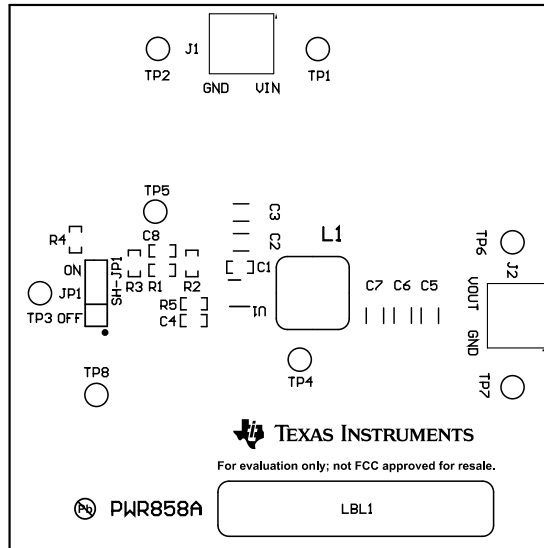 J1
TP2
TP1
GND VIN
TP5
C3
R4
C8
C2
L1
TP6
ON
SH-JP1
R3
R1
R2
C1
J2
JP1
C7 C6 C5
VOUT
TP3 OFF
R5
U1
C4
GND
TP4
TP8
TP7
TEXAS INSTRUMENTS
For evaluation only; not FCC approved for resale.
Pb PWR858A
LBL1